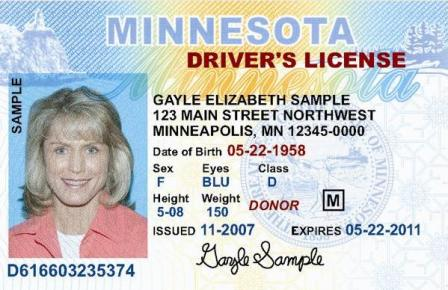 MINNESOTA
DRIVER'S LICENSE
SAMPLE
GAYLE ELIZABETH SAMPLE
123 MAIN STREET NORTHWEST
MINNEAPOLIS, MN 12345-0000
Date of Birth 05-22-1958
Sex Eyes Class
F BLU D
Height Weight
5-08 150 DONOR M
ISSUED 11-2007 EXPIRES 05-22-2011
Gayle Sample
D616603235374